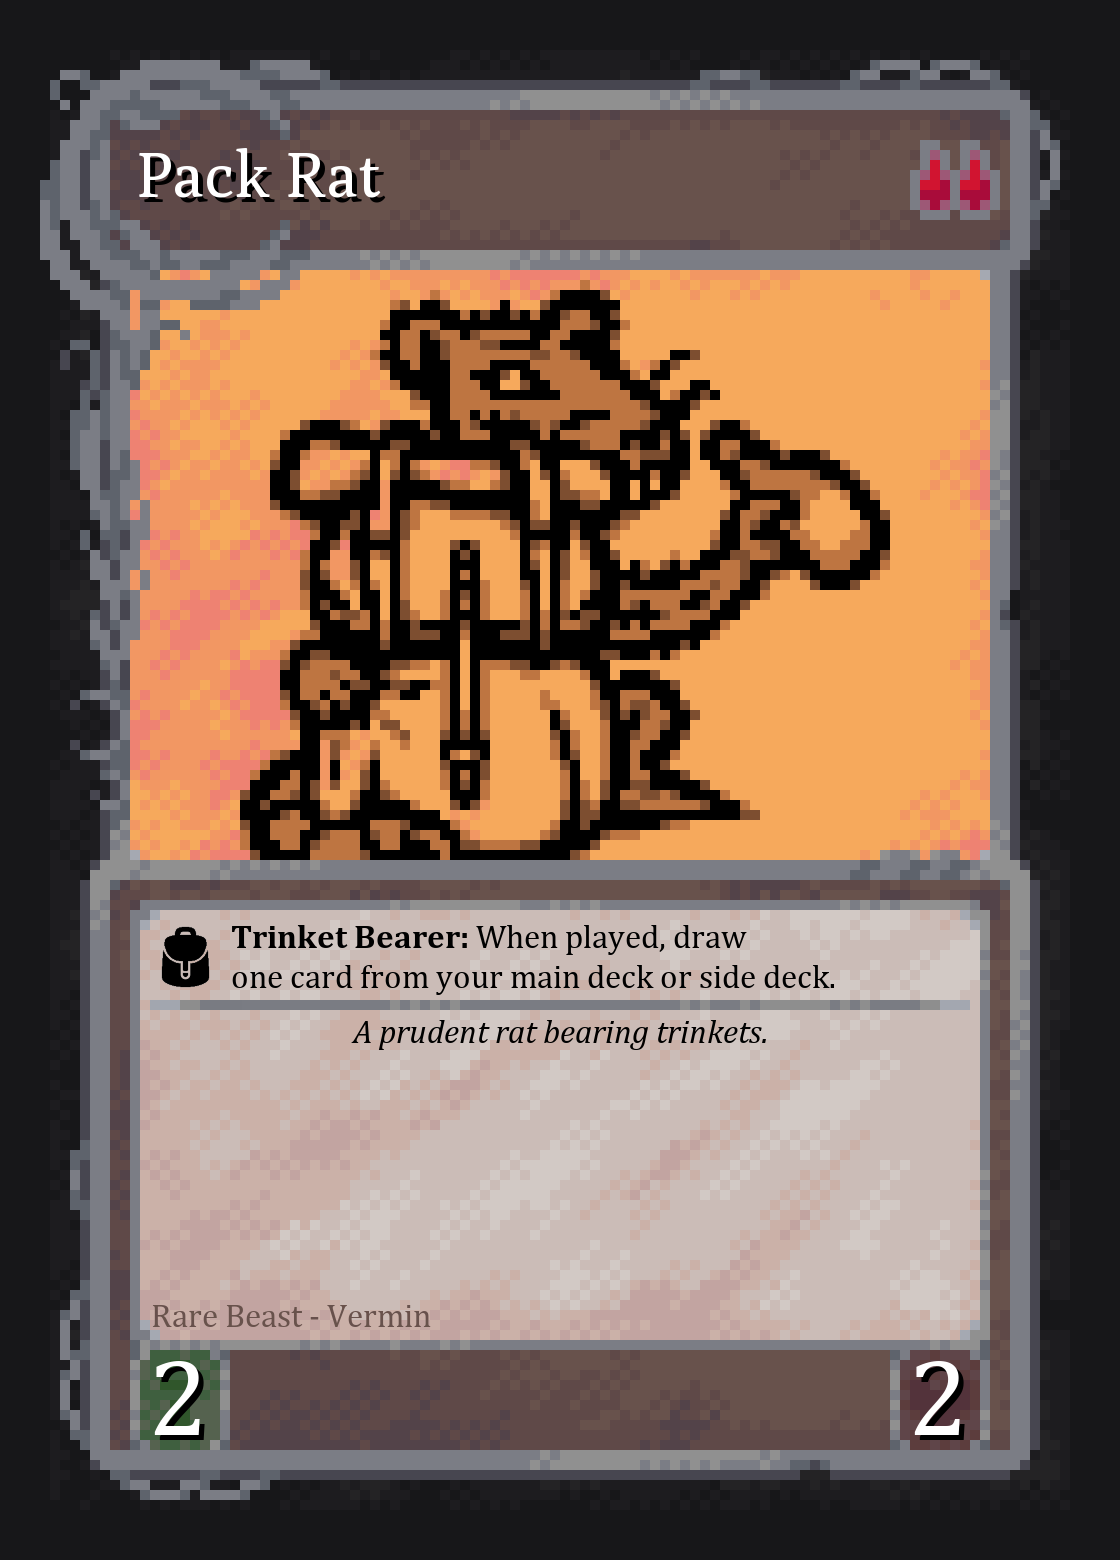 Pack Rat
Trinket Bearer: When played, draw
one card from your main deck or side deck.
A prudent rat bearing trinkets.
Rare Beast - Vermin
2 2